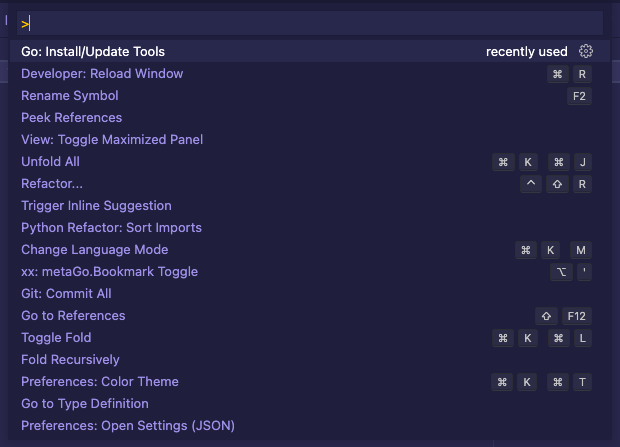 >
Go: Install/Update Tools recently used
Developer: Reload Window ⌘ R
Rename Symbol F2
Peek References
View: Toggle Maximized Panel
Unfold All ⌘ K ⌘ J
Refactor... ^ ⇧ R
Trigger Inline Suggestion
Python Refactor: Sort Imports
Change Language Mode ⌘ K M
xx: metaGo.Bookmark Toggle ⌥ '
Git: Commit All
Go to References ⇧ F12
Toggle Fold ⌘ K ⌘ L
Fold Recursively
Preferences: Color Theme ⌘ K ⌘ T
Go to Type Definition
Preferences: Open Settings (JSON)